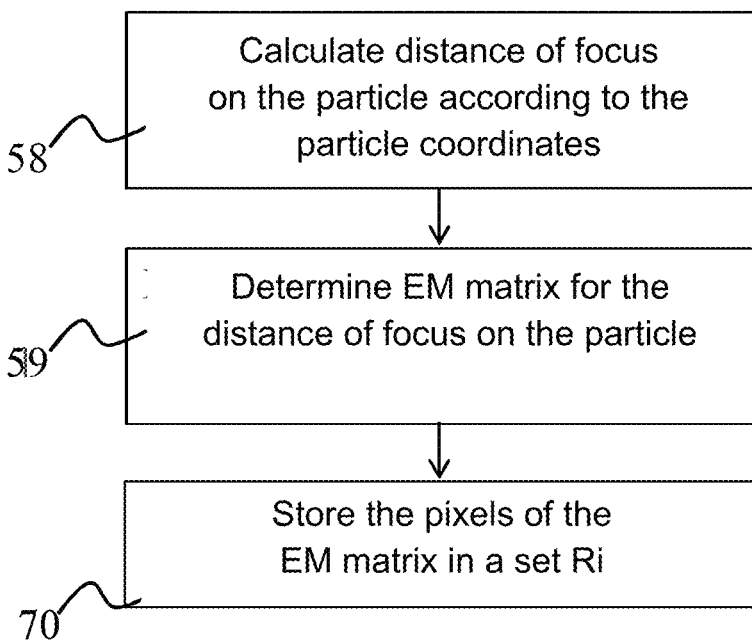 Calculate distance of focus
on the particle according to the
particle coordinates
58
Determine EM matrix for the
distance of focus on the particle
59
Store the pixels of the
EM matrix in a set Ri
70